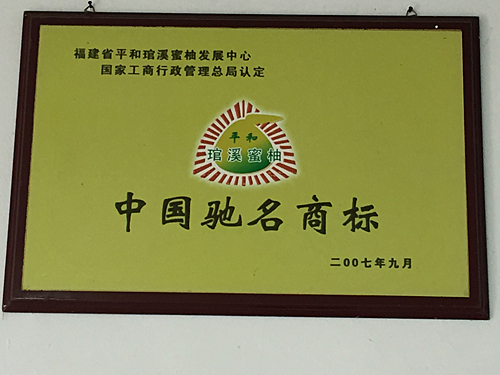 福建省平和琯溪蜜柚发展中心
国家工商行政管理总局认定
平和
琯溪蜜柚
中国驰名商标
二00七年九月